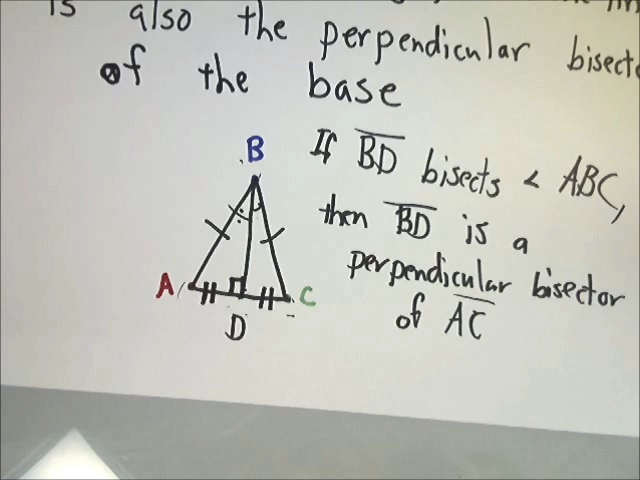 is also the perpendicular
of the base
B
If BD bisects < ABC,
then BD is a
perpendicular bisector
of AC
A
C
D